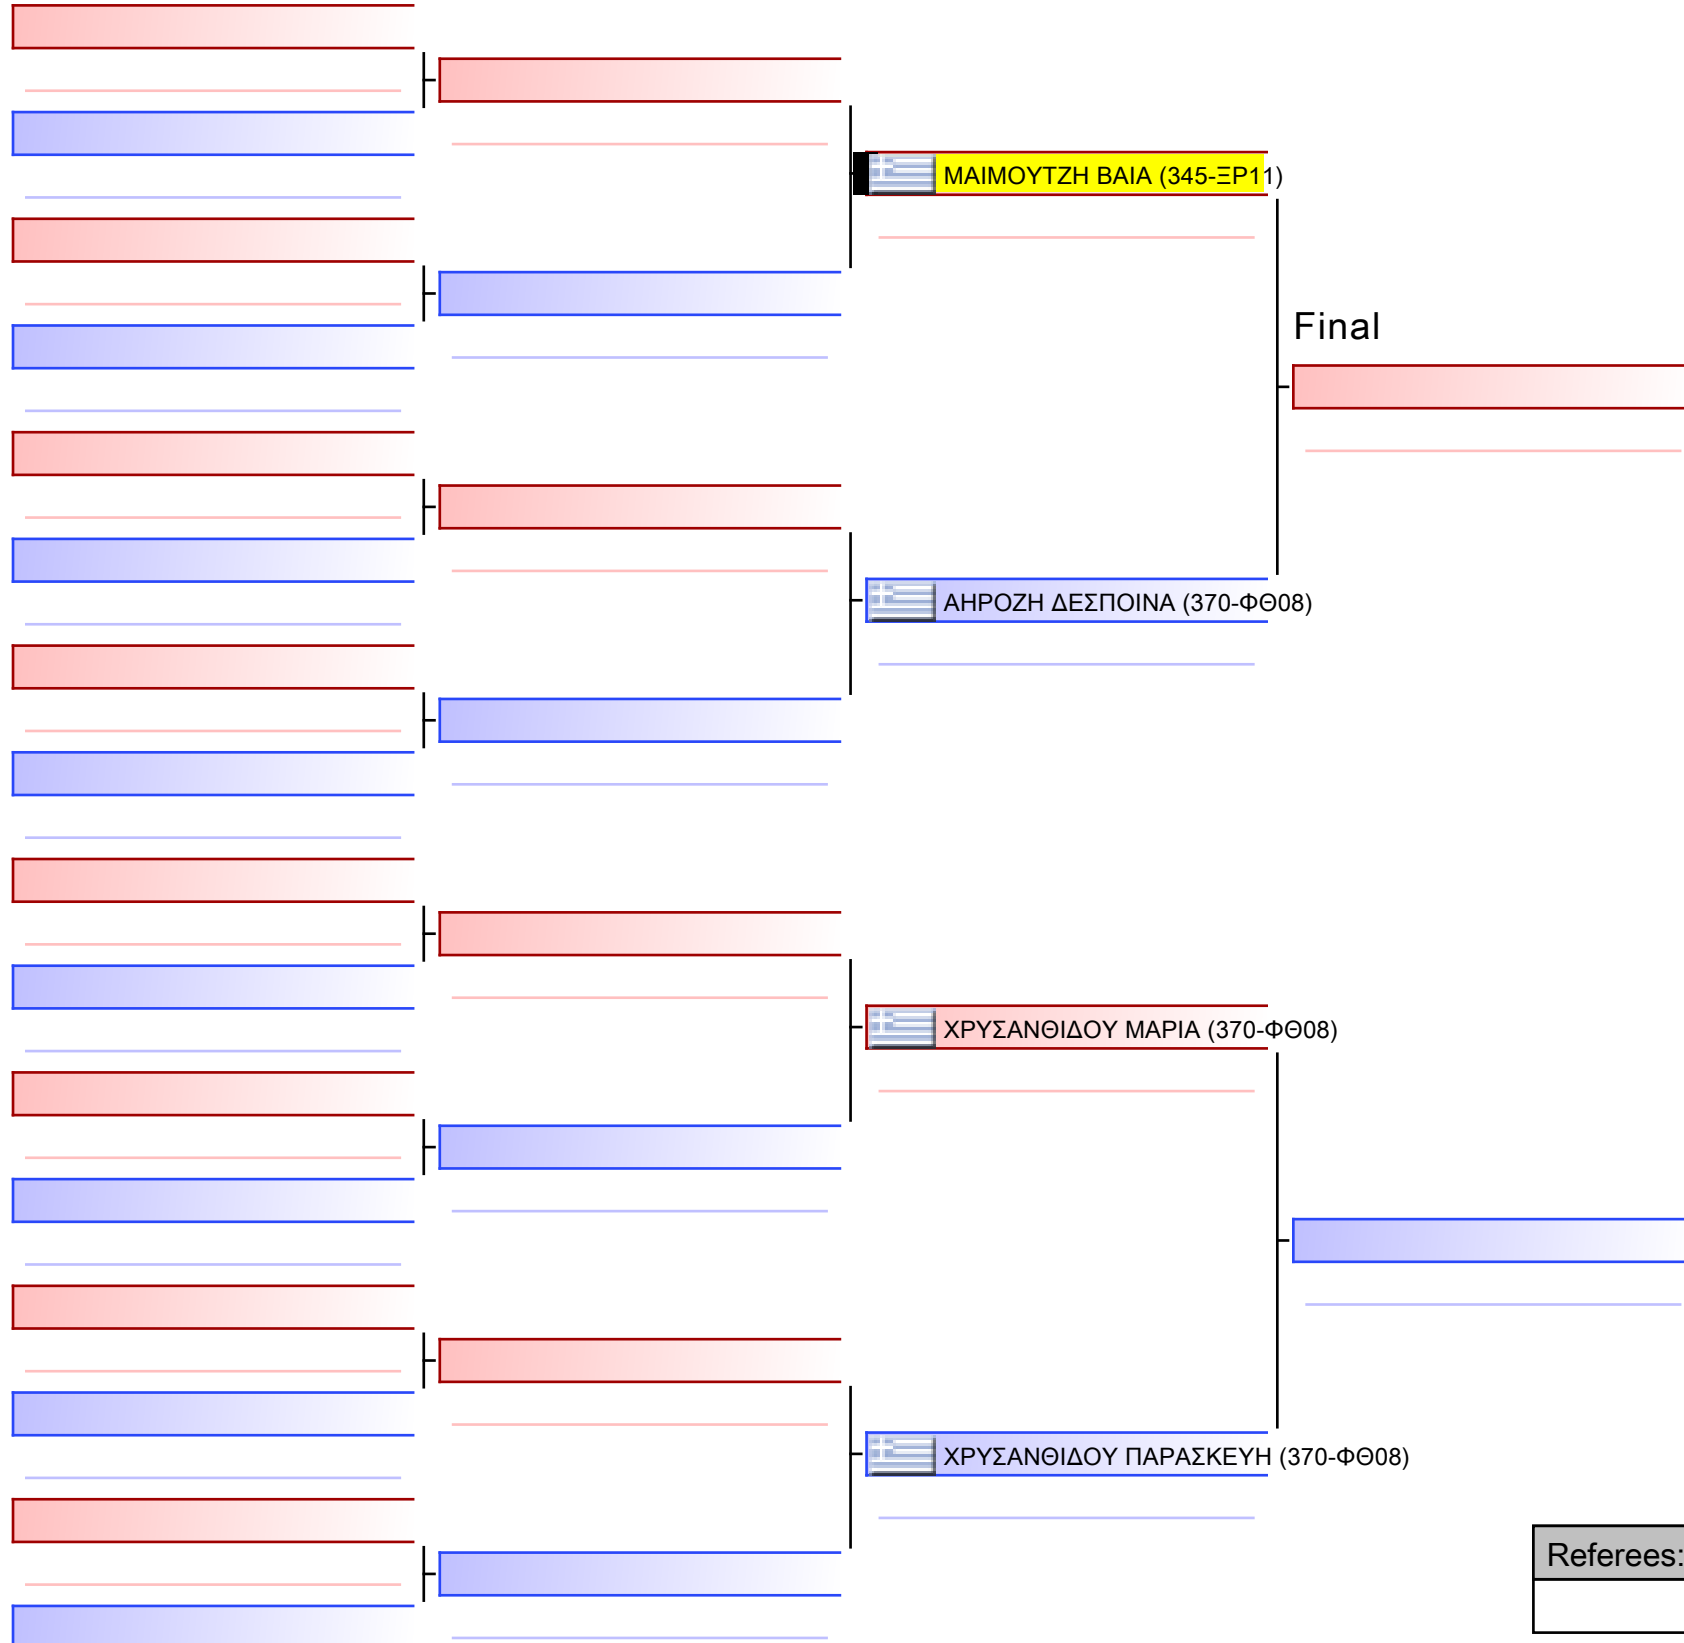 ΜΑΙΜΟΥΤΖΗ ΒΑΙΑ (345-ΞΡ11)
Final
ΑΗΡΟΖΗ ΔΕΣΠΟΙΝΑ (370-ΦΘ08)
ΧΡΥΣΑΝΘΙΔΟΥ ΜΑΡΙΑ (370-ΦΘ08)
ΧΡΥΣΑΝΘΙΔΟΥ ΠΑΡΑΣΚΕΥΗ (370-ΦΘ08)
Referees: